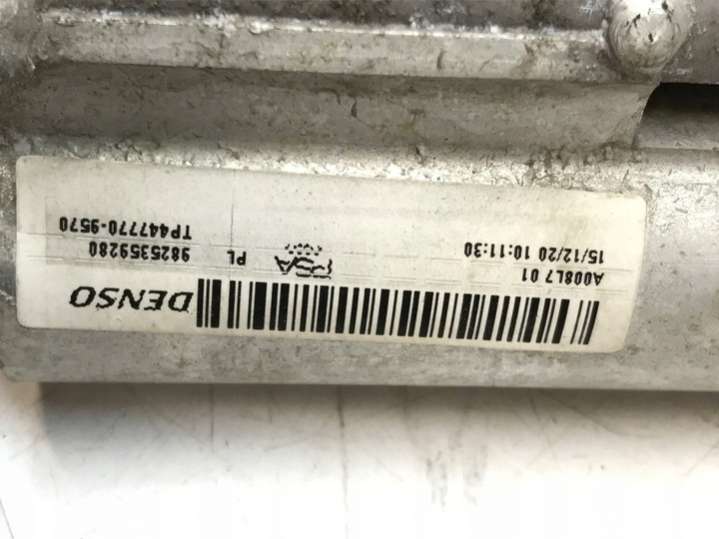 DENSO
A008L7 01
15/12/20 10:11:30
PSA
PL
9825359280
TP447770-9570